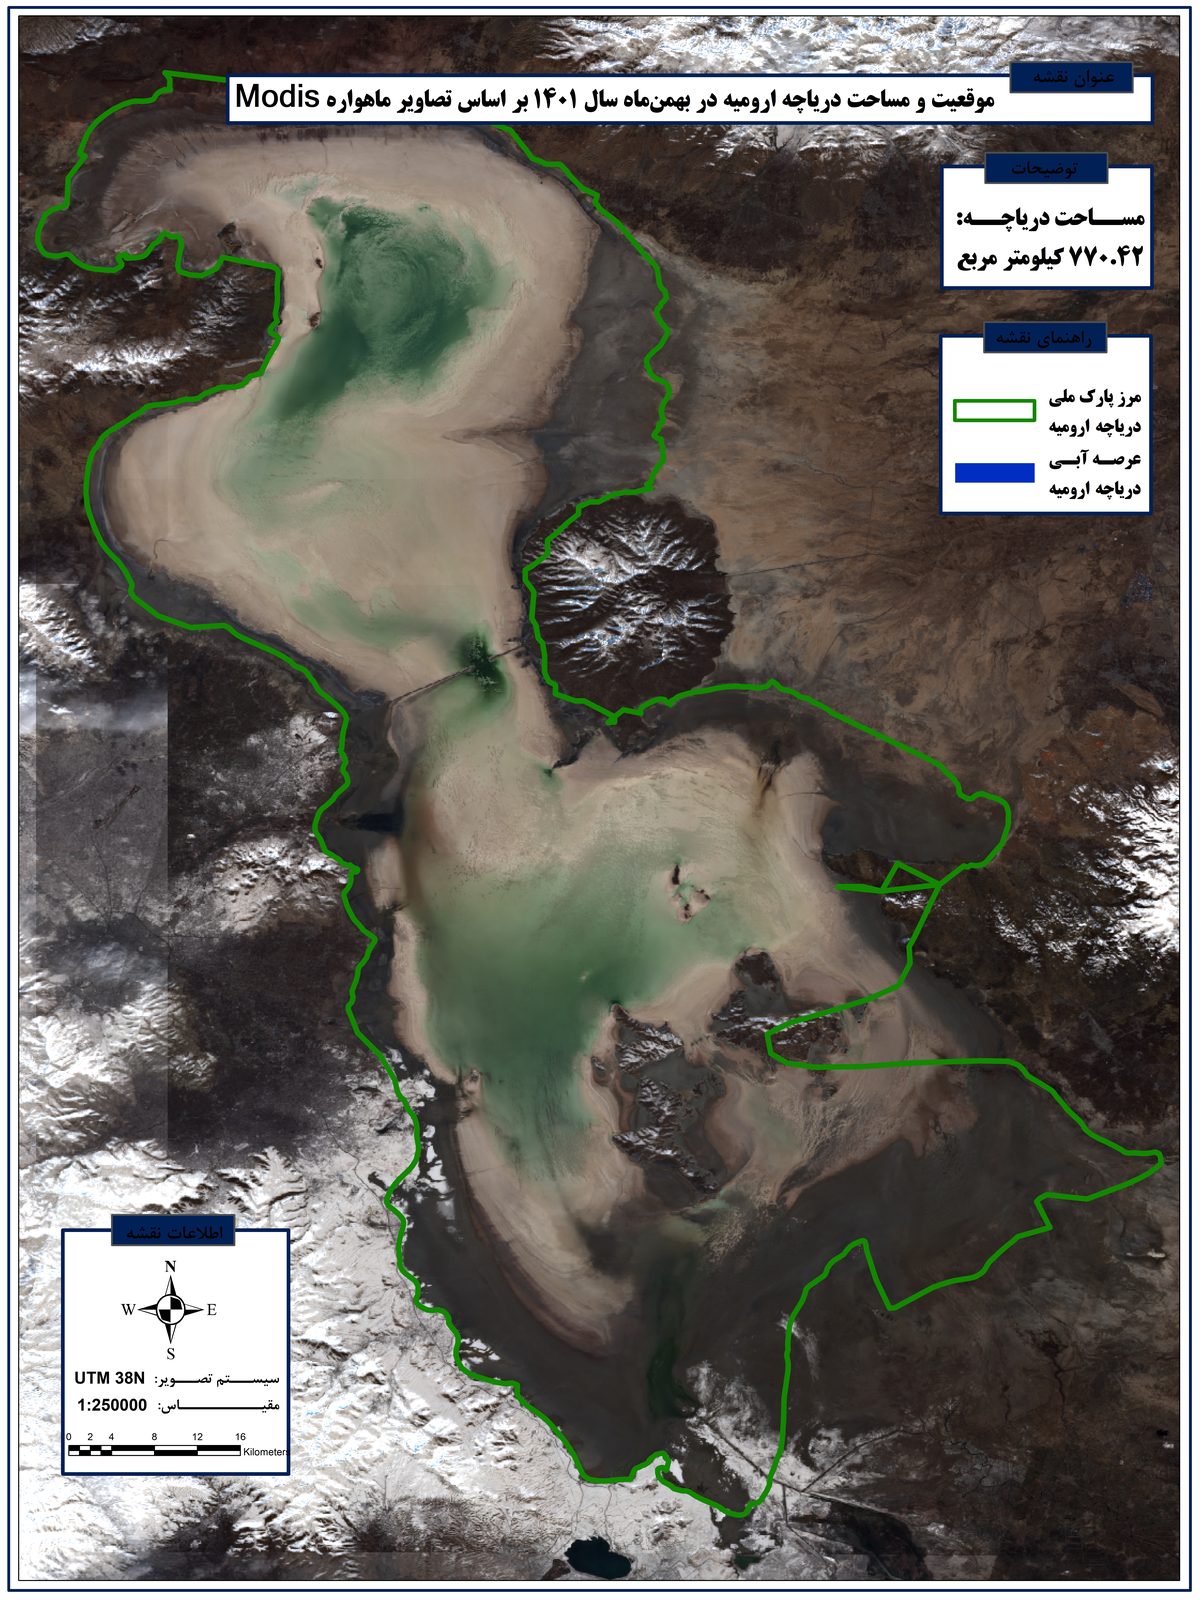 عنوان نقشه
موقعیت و مساحت دریاچه ارومیه در بهمن‌ماه سال ۱۴۰۱ بر اساس تصاویر ماهواره Modis
توضیحات
مساحت دریاچه:
۷۷۰.۴۲ کیلومتر مربع
راهنمای نقشه
مرز پارک ملی
دریاچه ارومیه
عرصه آبی
دریاچه ارومیه
اطلاعات نقشه
N
W E
S
سیستم تصویر: UTM 38N
مقیاس: 1:250000
0 2 4 8 12 16
Kilometers